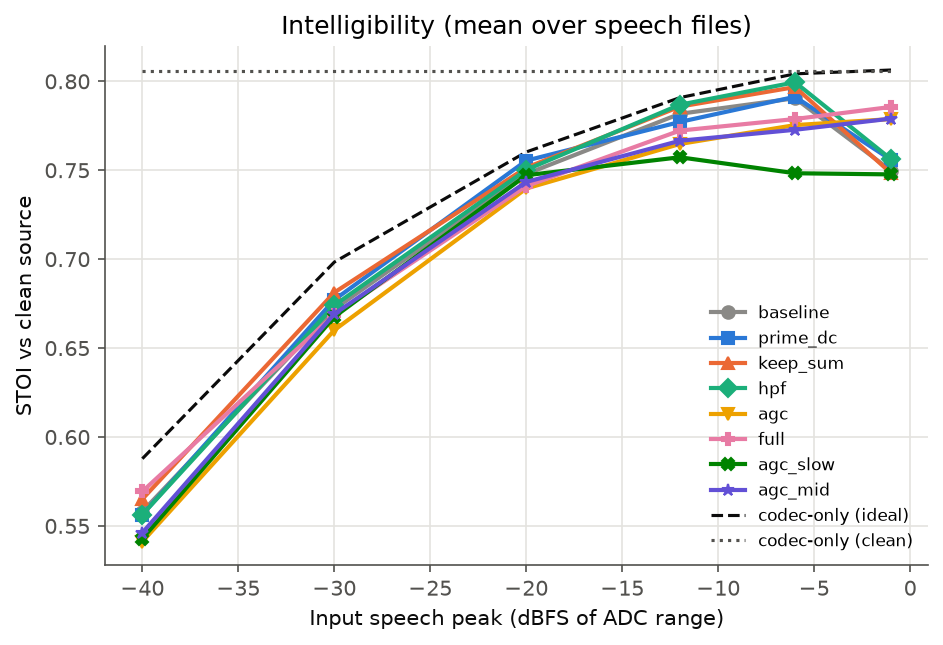 Intelligibility (mean over speech files)
STOI vs clean source
0.80
0.75
0.70
0.65
0.60
0.55
baseline
prime_dc
keep_sum
hpf
agc
full
agc_slow
agc_mid
codec-only (ideal)
codec-only (clean)
−40 −35 −30 −25 −20 −15 −10 −5 0
Input speech peak (dBFS of ADC range)